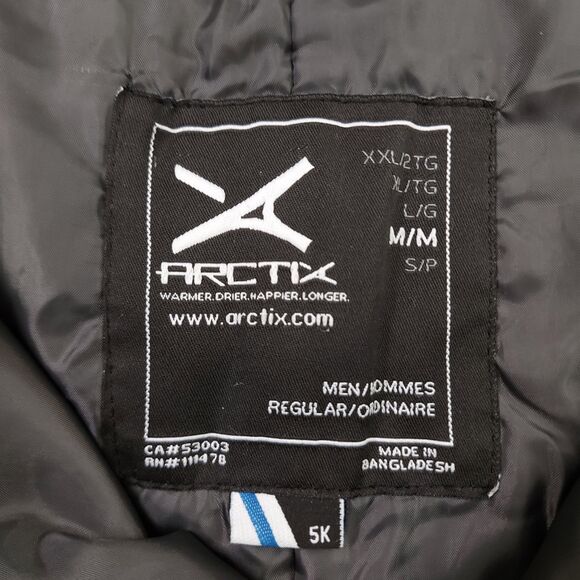 XXL/2TG
XL/TG
L/G
M/M
S/P
ARCTIX
WARMER.DRIER.HAPPIER.LONGER.
www.arctix.com
MEN/HOMMES
REGULAR/ORDINAIRE
CA#53003
RN#111478
MADE IN
BANGLADESH
5K